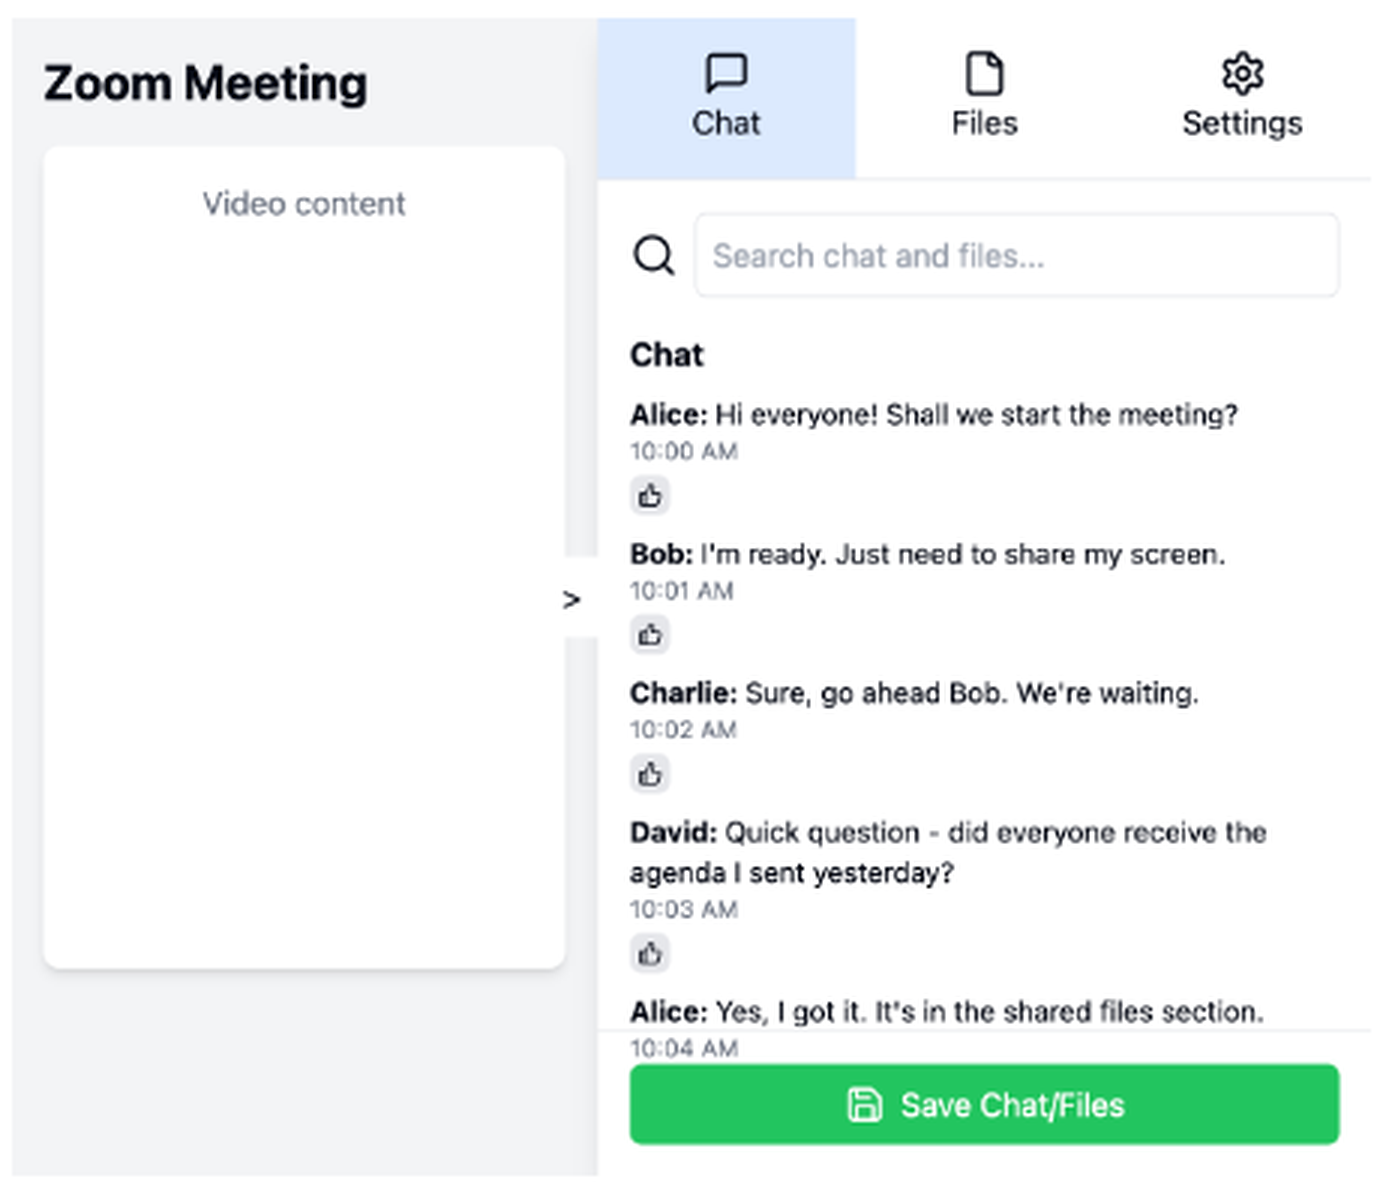 Zoom Meeting
Video content
>
Chat
Files
Settings
Search chat and files...
Chat
Alice: Hi everyone! Shall we start the meeting?
10:00 AM
Bob: I'm ready. Just need to share my screen.
10:01 AM
Charlie: Sure, go ahead Bob. We're waiting.
10:02 AM
David: Quick question - did everyone receive the
agenda I sent yesterday?
10:03 AM
Alice: Yes, I got it. It's in the shared files section.
10:04 AM
Save Chat/Files